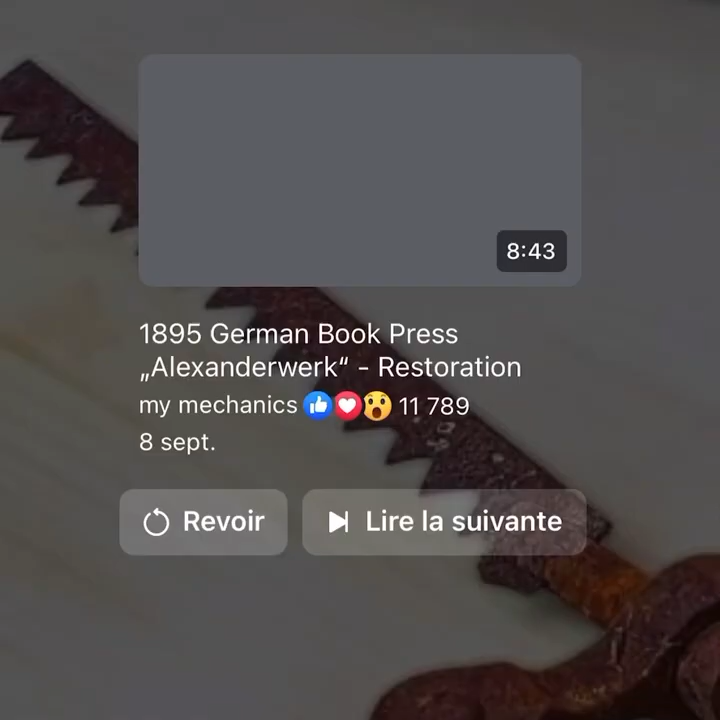 8:43
1895 German Book Press
„Alexanderwerk“ - Restoration
my mechanics 11 789
8 sept.
Revoir
Lire la suivante